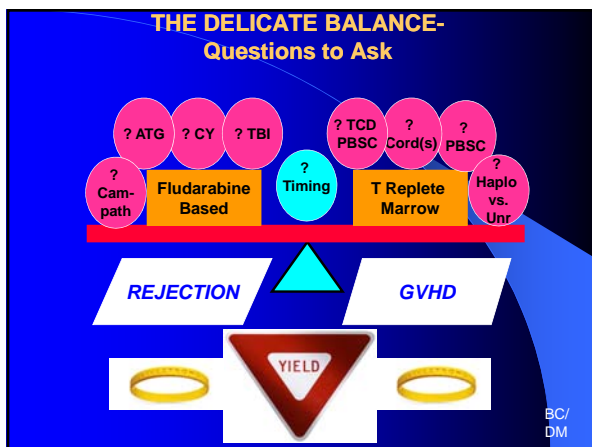 THE DELICATE BALANCE-
Questions to Ask
? ATG
? CY
? TBI
? TCD
PBSC
?
Cord(s)
?
PBSC
?
Cam-
path
Fludarabine
Based
?
Timing
T Replete
Marrow
?
Haplo
vs.
Unr
REJECTION
GVHD
YIELD
BC/
DM